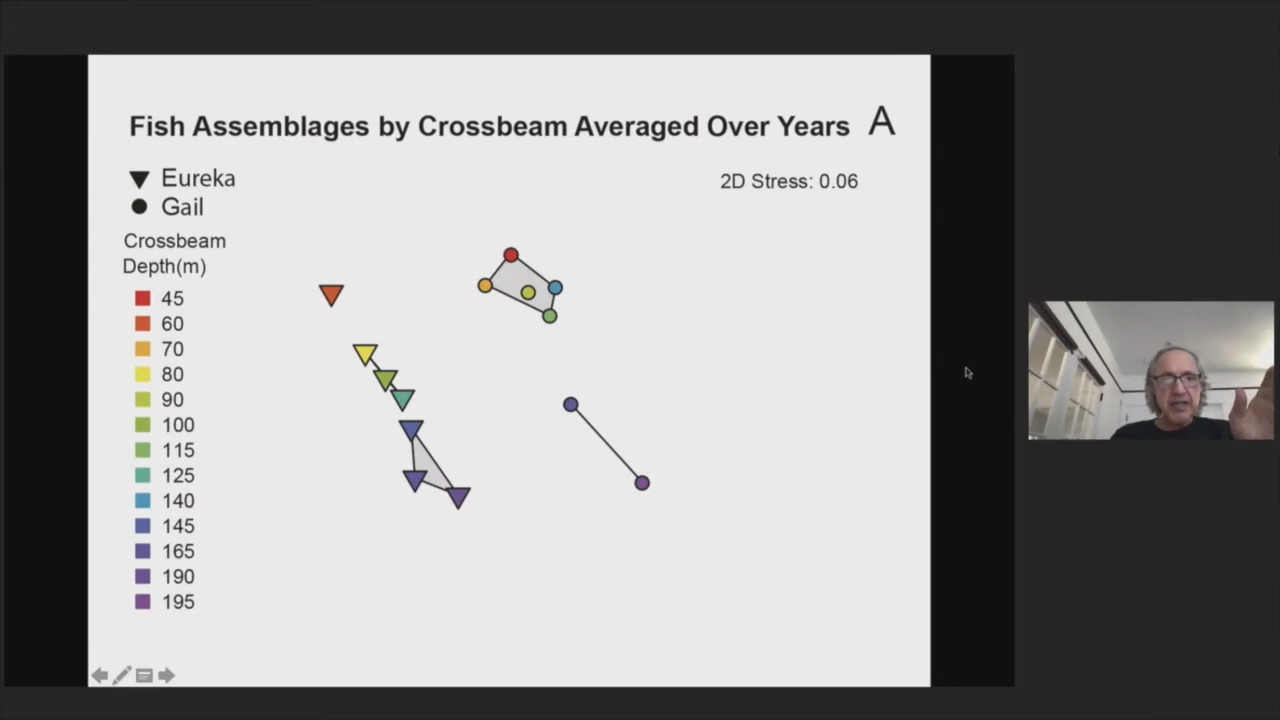 Fish Assemblages by Crossbeam Averaged Over Years A
Eureka
2D Stress: 0.06
Gail
Crossbeam
Depth(m)
45
60
70
80
90
100
115
125
140
145
165
190
195